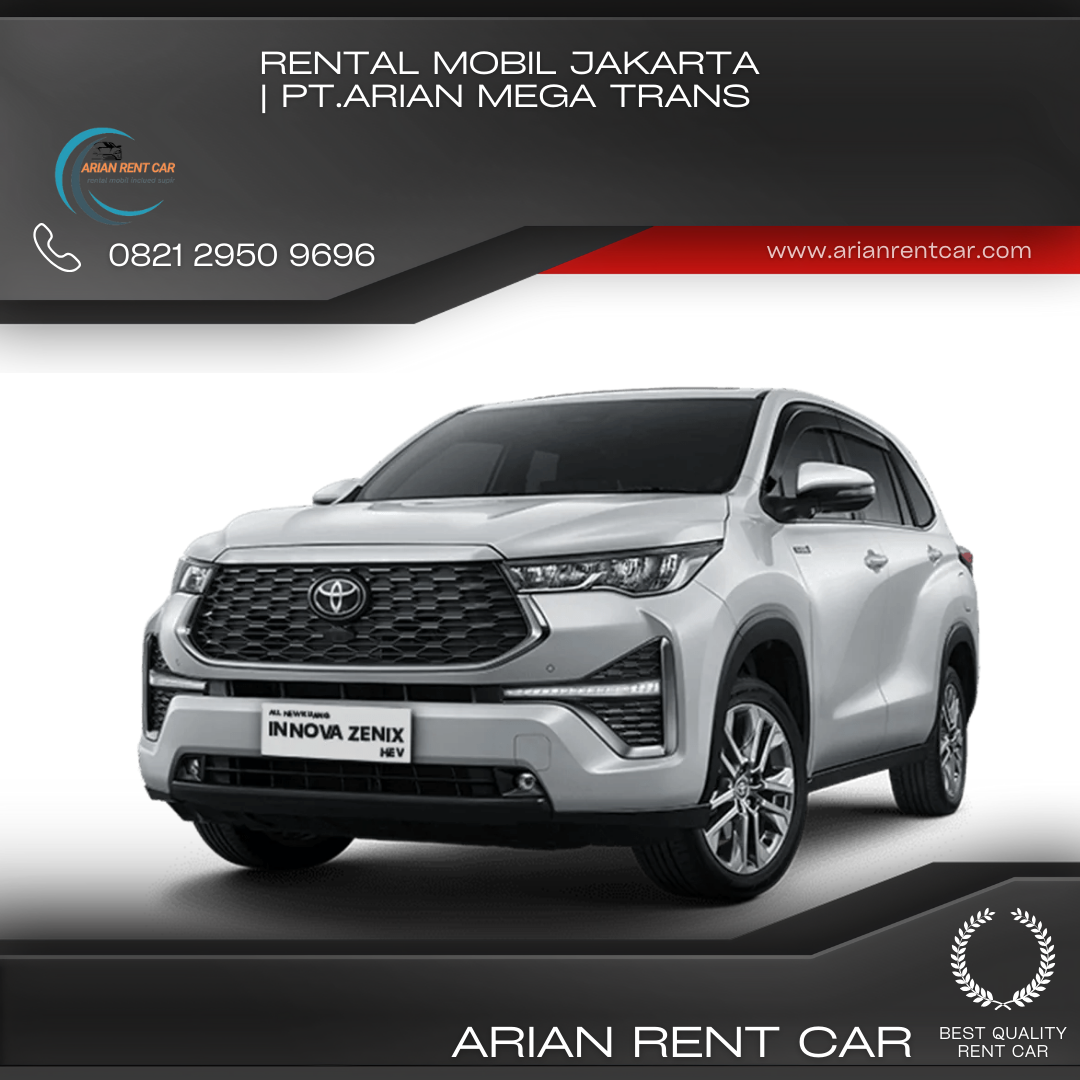 RENTAL MOBIL JAKARTA
| PT.ARIAN MEGA TRANS
ARIAN RENT CAR
0821 2950 9696
www.arianrentcar.com
INNOVA ZENIX
HEV
ARIAN RENT CAR
BEST QUALITY
RENT CAR